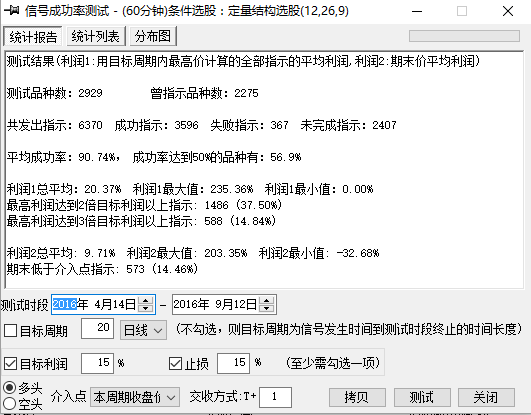 信号成功率测试 - (60分钟)条件选股：定量结构选股(12,26,9)
统计报告 统计列表 分布图
测试结果(利润1:用目标周期内最高价计算的全部指示的平均利润,利润2:期末价平均利润)
测试品种数：2929 曾指示品种数：2275
共发出指示：6370 成功指示：3596 失败指示：367 未完成指示：2407
平均成功率：90.74%， 成功率达到50%的品种有：56.9%
利润1总平均：20.37% 利润1最大值：235.36% 利润1最小值：0.00%
最高利润达到2倍目标利润以上指示：1486 (37.50%)
最高利润达到3倍目标利润以上指示：588 (14.84%)
利润2总平均：9.71% 利润2最大值：203.35% 利润2最小值：-32.68%
期末低于介入点指示：573 (14.46%)
测试时段 2016年 4月14日 - 2016年 9月12日
目标周期 20 日线 (不勾选，则目标周期为信号发生时间到测试时段终止的时间长度)
目标利润 15 % 止损 15 % (至少需勾选一项)
多头
空头
介入点 本周期收盘价 交收方式:T+ 1 拷贝 测试 关闭